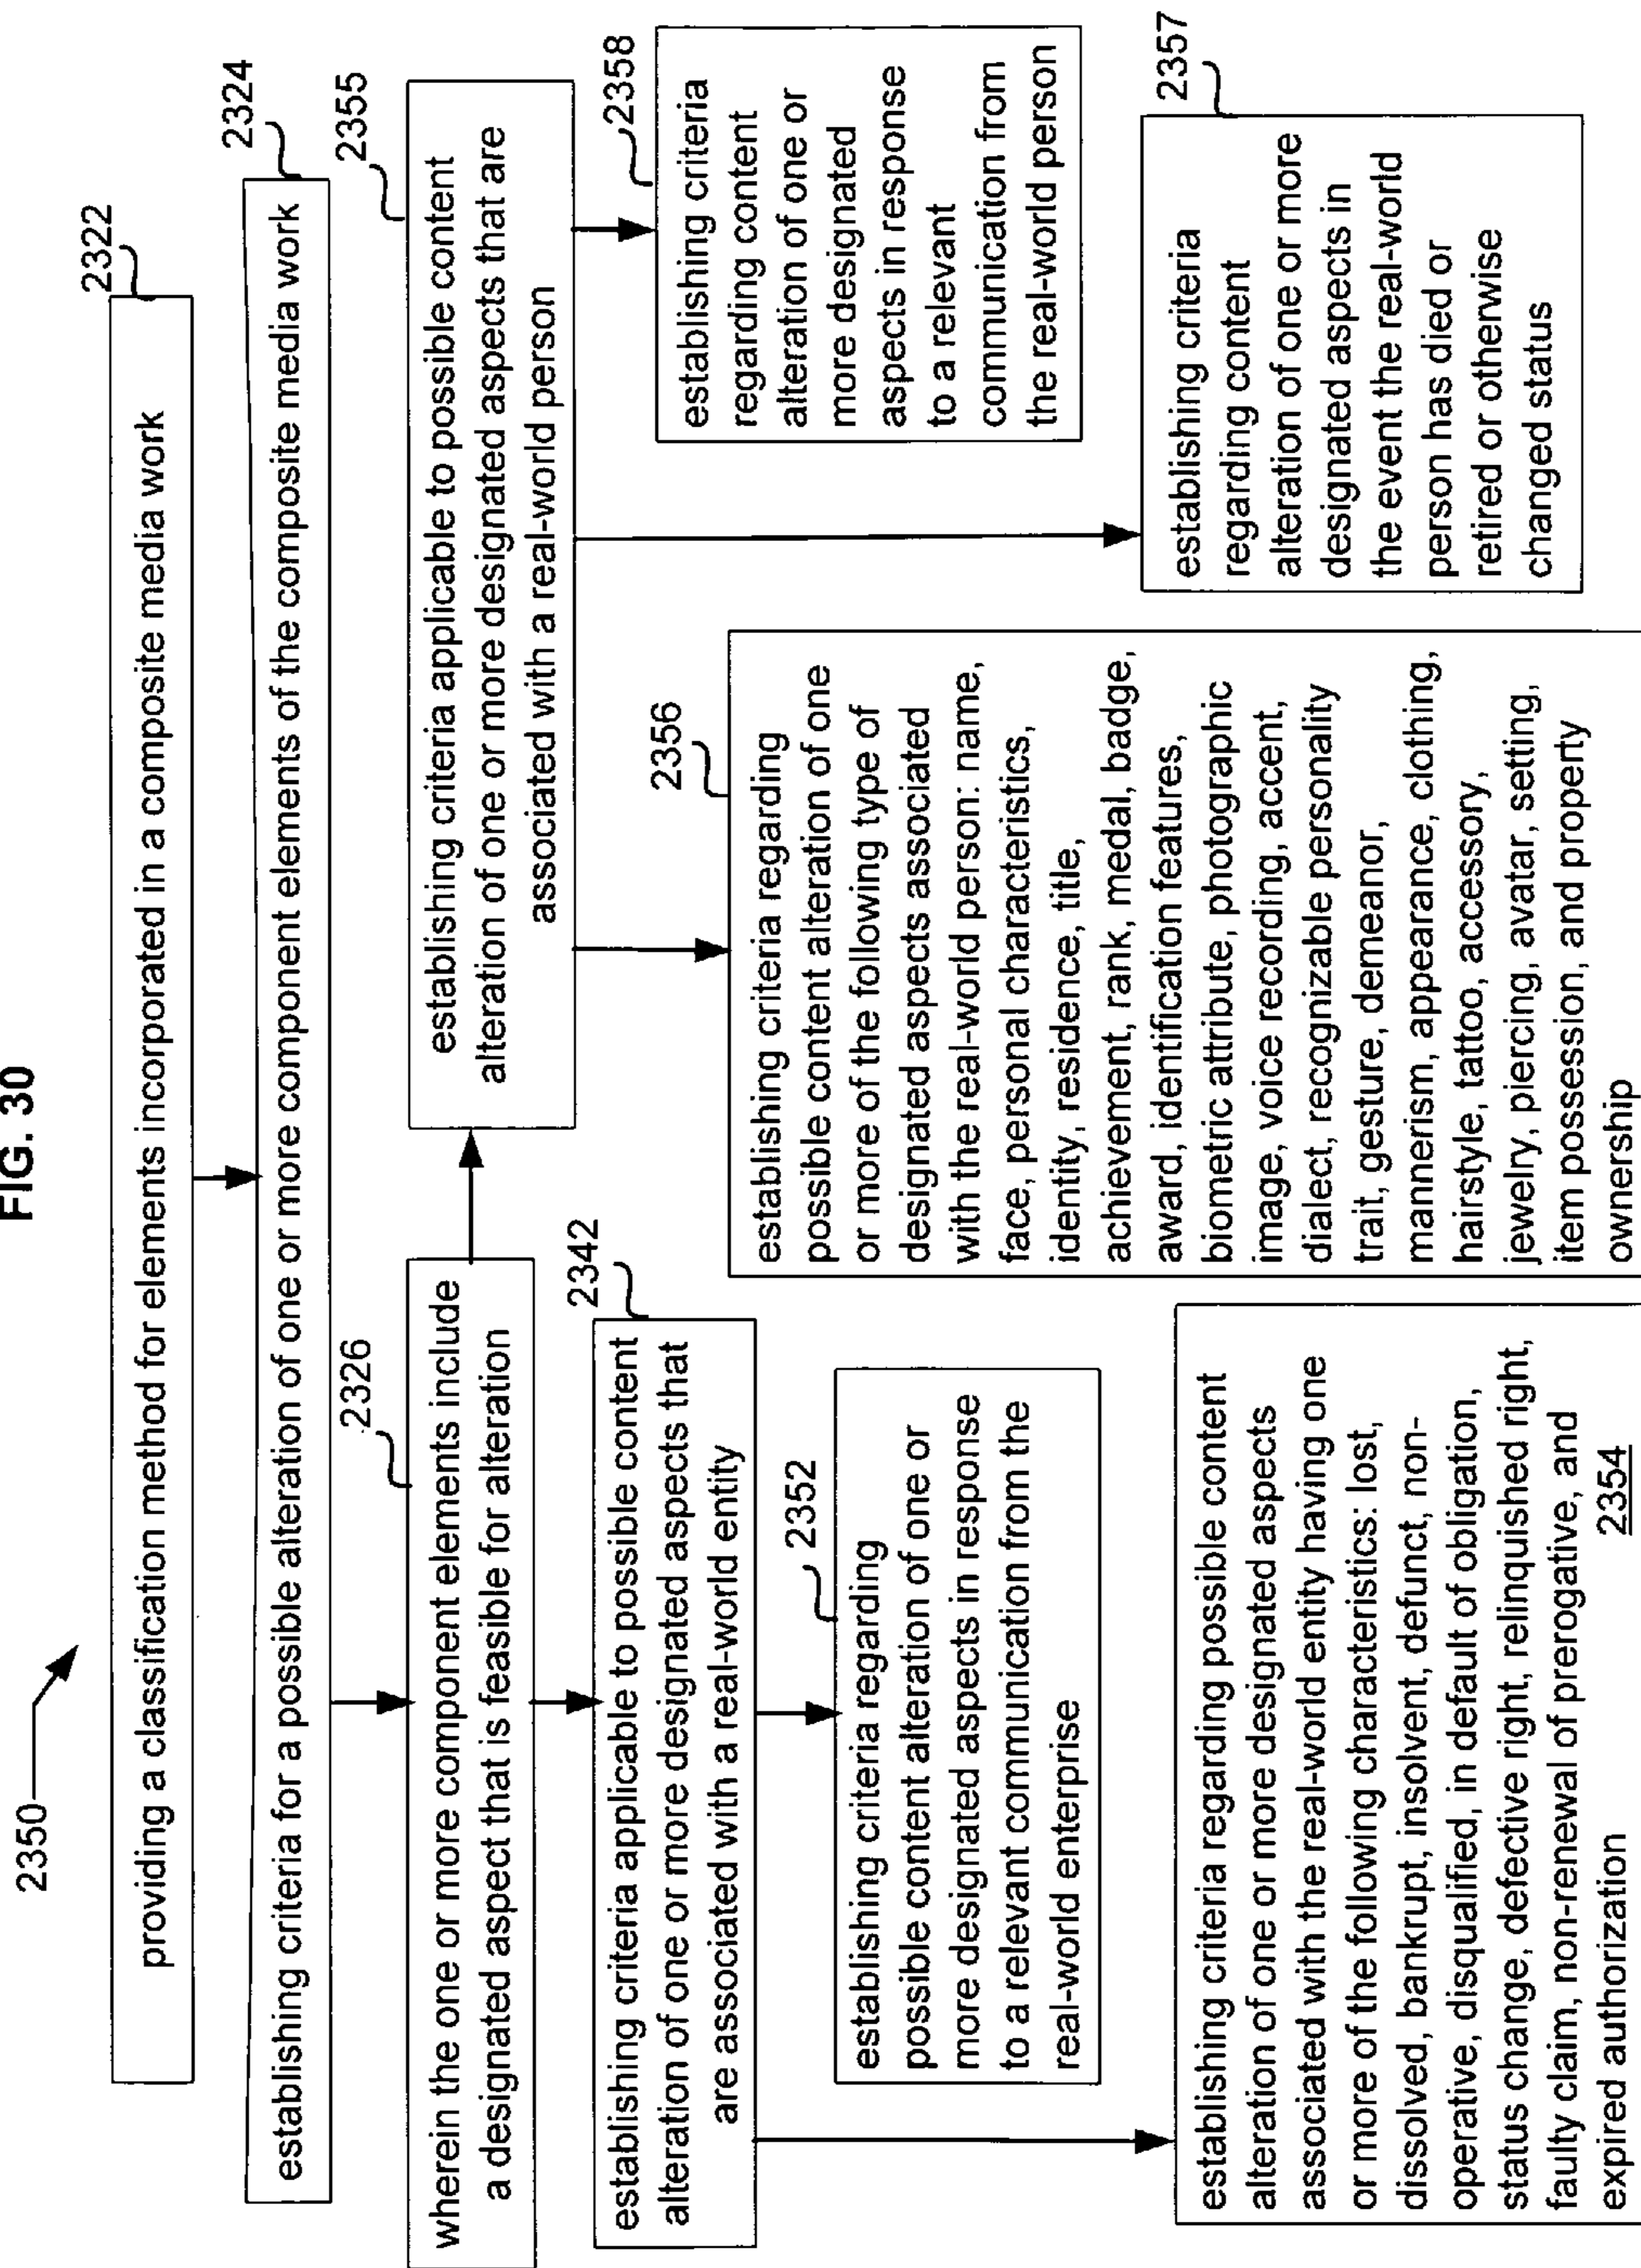 FIG. 30
2350
2322
providing a classification method for elements incorporated in a composite media work
2324
establishing criteria for a possible alteration of one or more component elements of the composite media work
2326
wherein the one or more component elements include
a designated aspect that is feasible for alteration
2355
establishing criteria applicable to possible content
alteration of one or more designated aspects that are
associated with a real-world person
2342
establishing criteria applicable to possible content
alteration of one or more designated aspects that
are associated with a real-world entity
2352
establishing criteria regarding
possible content alteration of one or
more designated aspects in response
to a relevant communication from the
real-world enterprise
establishing criteria regarding possible content
alteration of one or more designated aspects
associated with the real-world entity having one
or more of the following characteristics: lost,
dissolved, bankrupt, insolvent, defunct, non-
operative, disqualified, in default of obligation,
status change, defective right, relinquished right,
faulty claim, non-renewal of prerogative, and
expired authorization
2354
2356
establishing criteria regarding
possible content alteration of one
or more of the following type of
designated aspects associated
with the real-world person: name,
face, personal characteristics,
identity, residence, title,
achievement, rank, medal, badge,
award, identification features,
biometric attribute, photographic
image, voice recording, accent,
dialect, recognizable personality
trait, gesture, demeanor,
mannerism, appearance, clothing,
hairstyle, tattoo, accessory,
jewelry, piercing, avatar, setting,
item possession, and property
ownership
2358
establishing criteria
regarding content
alteration of one or
more designated
aspects in response
to a relevant
communication from
the real-world person
2357
establishing criteria
regarding content
alteration of one or more
designated aspects in
the event the real-world
person has died or
retired or otherwise
changed status